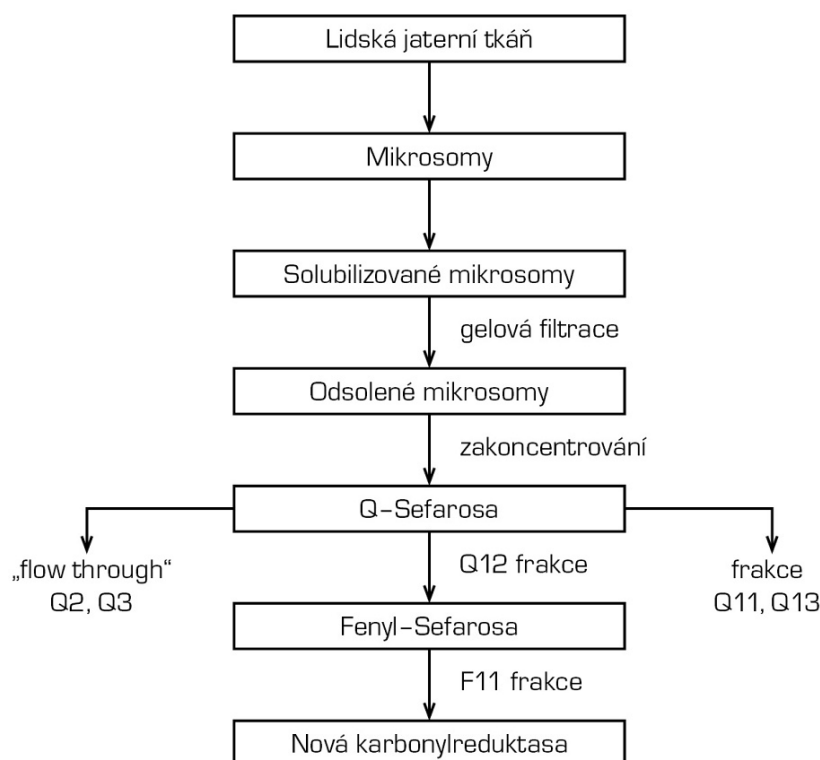 Lidská jaterní tkáň
Mikrosomy
Solubilizované mikrosomy
gelová filtrace
Odsolené mikrosomy
zakoncentrování
Q–Sefarosa
„flow through“
Q2, Q3
Q12 frakce
frakce
Q11, Q13
Fenyl–Sefarosa
F11 frakce
Nová karbonylreduktasa